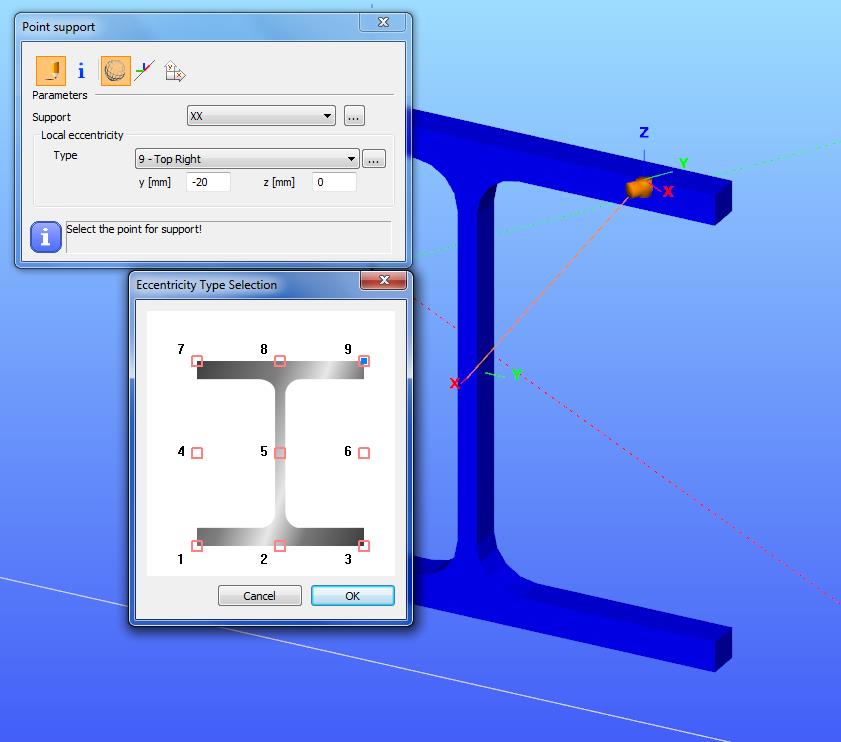 Point support
Parameters
Support XX ...
Local eccentricity
Type 9 - Top Right ...
y [mm] -20 z [mm] 0
Select the point for support!
Eccentricity Type Selection
7 8 9
4 5 6
1 2 3
Cancel OK
Z
Y
X
X
Y